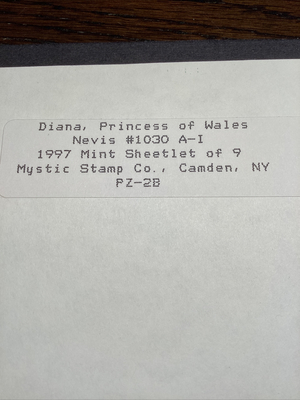 Diana, Princess of Wales
Nevis #1030 A-I
1997 Mint Sheetlet of 9
Mystic Stamp Co., Camden, NY
PZ-2B